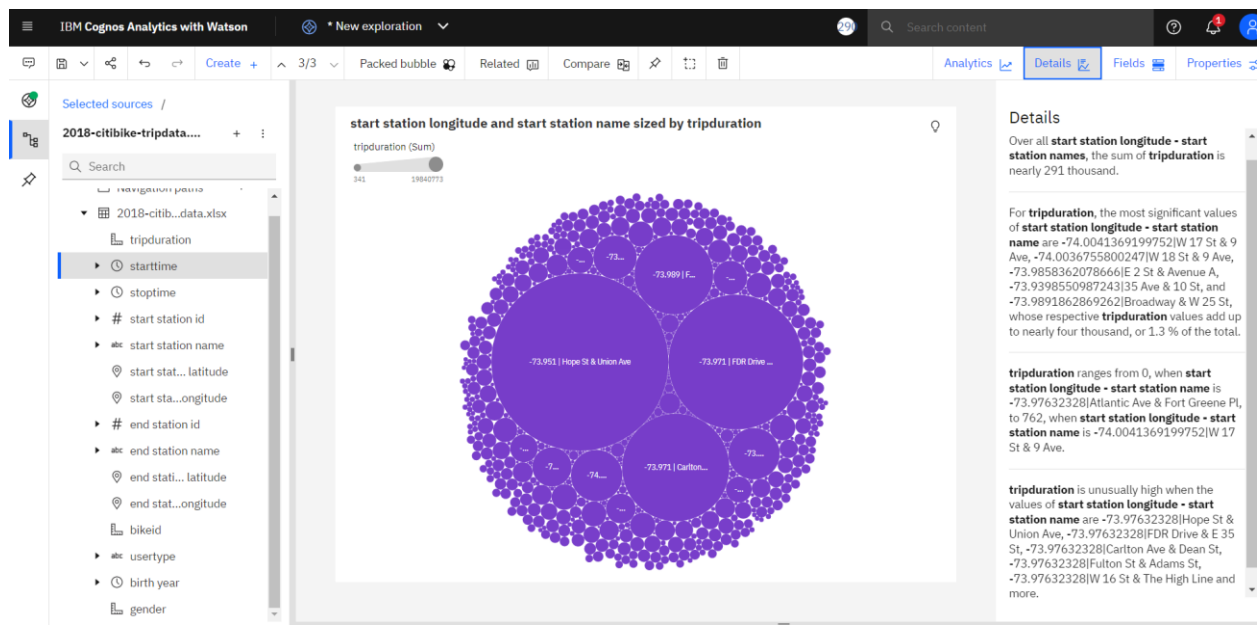 IBM Cognos Analytics with Watson
* New exploration
Search content
1
Create +
3/3
Packed bubble
Related
Compare
Analytics
Details
Fields
Properties
Selected sources /
2018-citibike-tripdata....
Search
Navigation paths
2018-citib...data.xlsx
tripduration
starttime
stoptime
# start station id
abc start station name
start stat... latitude
start sta...ongitude
# end station id
abc end station name
end stati... latitude
end stat...ongitude
bikeid
abc usertype
birth year
gender
start station longitude and start station name sized by tripduration
tripduration (Sum)
341 19840773
-73....
-...
-73.989 | F...
-...
-73.951 | Hope St & Union Ave
-73.971 | FDR Drive ...
-...
-7...
-74....
-73.971 | Carlton...
-73....
-...
-...
Details
Over all start station longitude - start
station names, the sum of tripduration is
nearly 291 thousand.
For tripduration, the most significant values
of start station longitude - start station
name are -74.0041369199752|W 17 St & 9
Ave, -74.0036755800247|W 18 St & 9 Ave,
-73.9858362078666|E 2 St & Avenue A,
-73.9398550987243|35 Ave & 10 St, and
-73.9891862869262|Broadway & W 25 St,
whose respective tripduration values add up
to nearly four thousand, or 1.3 % of the total.
tripduration ranges from 0, when start
station longitude - start station name is
-73.97632328|Atlantic Ave & Fort Greene Pl,
to 762, when start station longitude - start
station name is -74.0041369199752|W 17
St & 9 Ave.
tripduration is unusually high when the
values of start station longitude - start
station name are -73.97632328|Hope St &
Union Ave, -73.97632328|FDR Drive & E 35
St, -73.97632328|Carlton Ave & Dean St,
-73.97632328|Fulton St & Adams St,
-73.97632328|W 16 St & The High Line and
more.